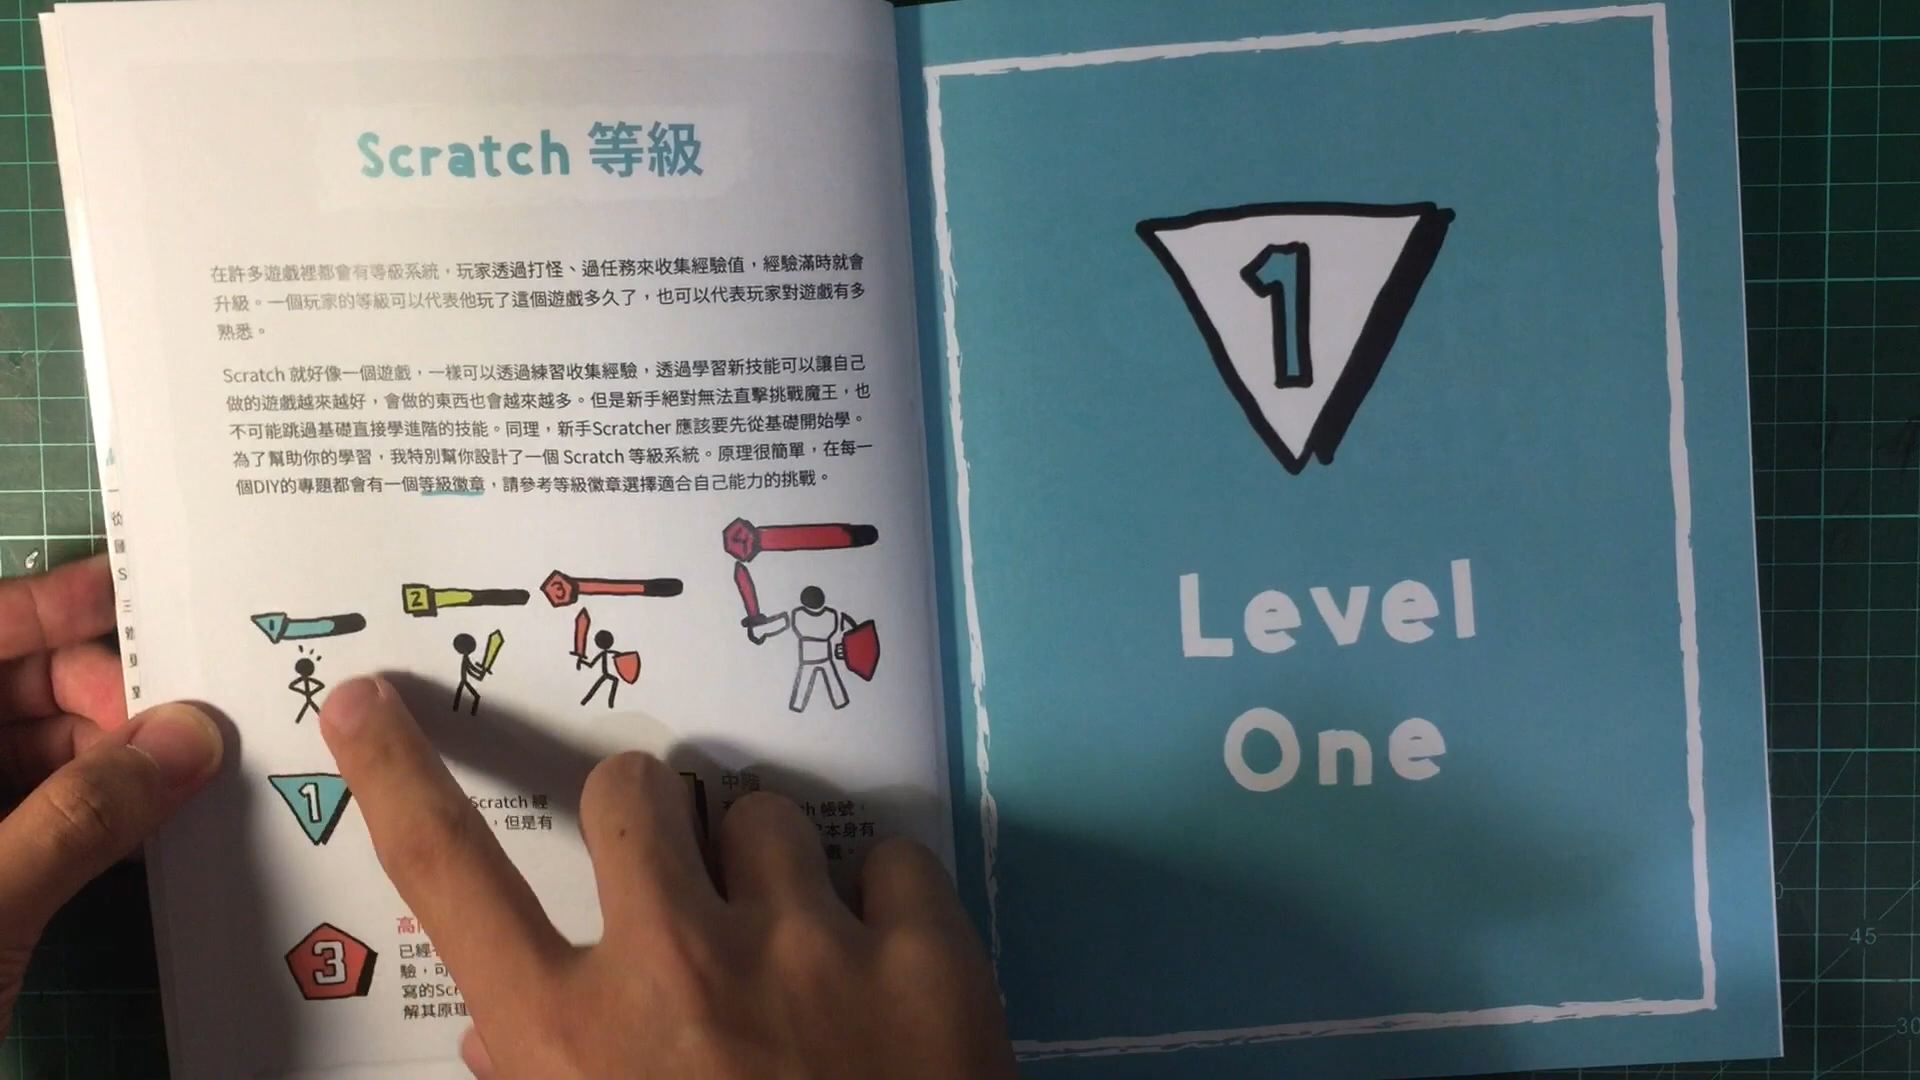 Scratch 等級
在許多遊戲裡都會有等級系統，玩家透過打怪、過任務來收集經驗值，經驗滿時就會
升級。一個玩家的等級可以代表他玩了這個遊戲多久了，也可以代表玩家對遊戲有多
熟悉。
Scratch 就好像一個遊戲，一樣可以透過練習收集經驗，透過學習新技能可以讓自己
做的遊戲越來越好，會做的東西也會越來越多。但是新手絕對無法直擊挑戰魔王，也
不可能跳過基礎直接學進階的技能。同理，新手Scratcher 應該要先從基礎開始學。
為了幫助你的學習，我特別幫你設計了一個 Scratch 等級系統。原理很簡單，在每一
個DIY的專題都會有一個等級徽章，請參考等級徽章選擇適合自己能力的挑戰。
1
2
3
4
1
Scratch 經
，但是有
中階
帳號，
本身有
3
高
已經
驗，可
寫的Scr
解其原理
1
Level
One
45
30